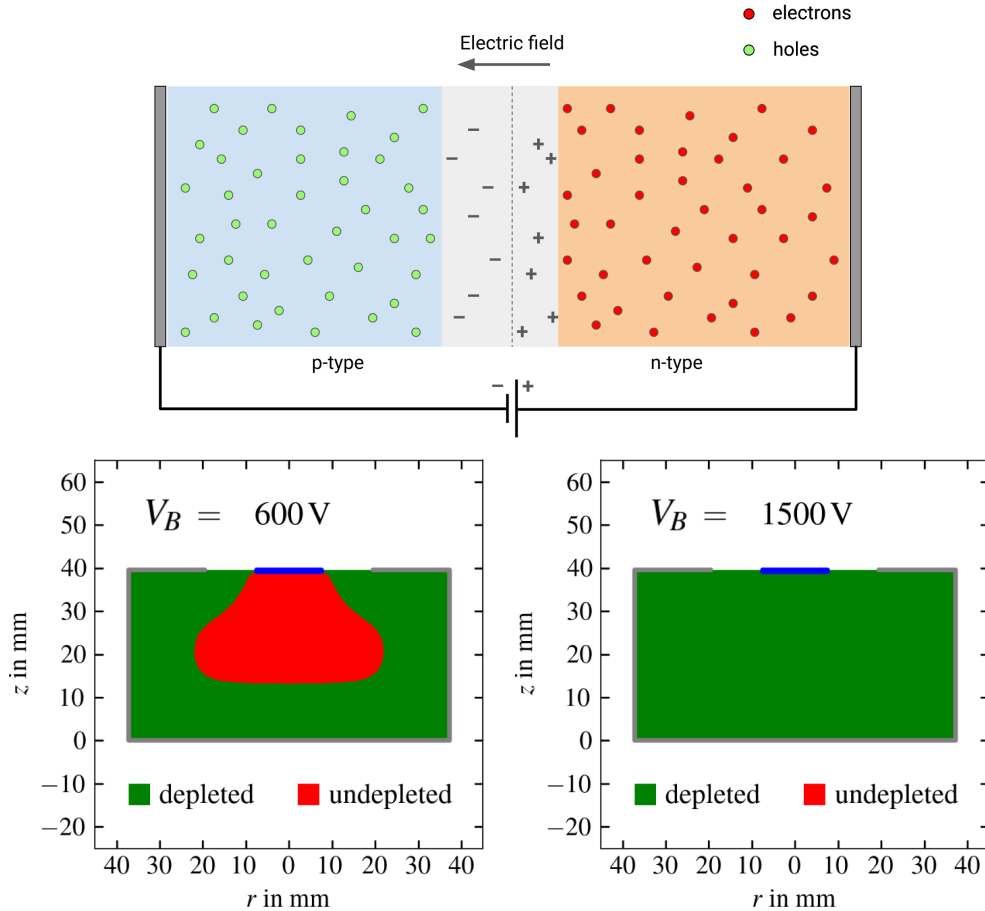 electrons
holes
Electric field
p-type
n-type
− +
V_B = 600 V
60
50
40
30
20
10
0
−10
−20
z in mm
depleted
undepleted
40 30 20 10 0 10 20 30 40
r in mm
V_B = 1500 V
60
50
40
30
20
10
0
−10
−20
z in mm
depleted
undepleted
40 30 20 10 0 10 20 30 40
r in mm